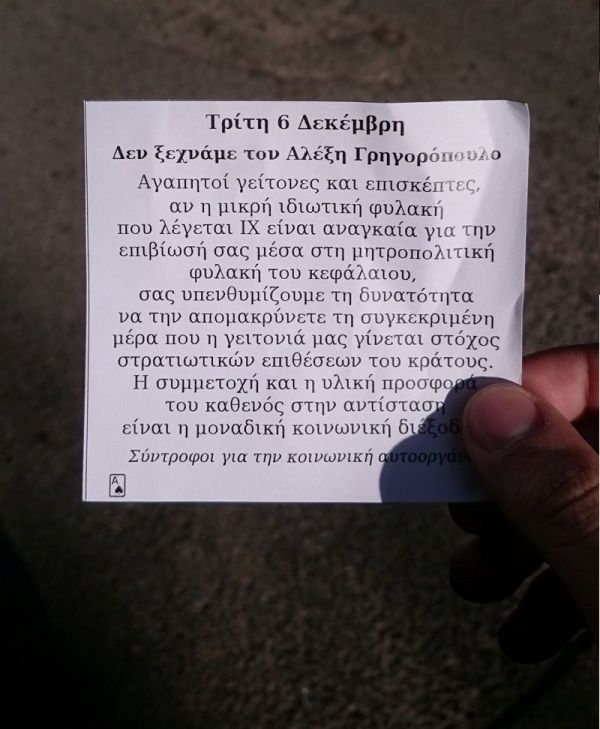 Τρίτη 6 Δεκέμβρη
Δεν ξεχνάμε τον Αλέξη Γρηγορόπουλο
Αγαπητοί γείτονες και επισκέπτες,
αν η μικρή ιδιωτική φυλακή
που λέγεται ΙΧ είναι αναγκαία για την
επιβίωσή σας μέσα στη μητροπολιτική
φυλακή του κεφάλαιου,
σας υπενθυμίζουμε τη δυνατότητα
να την απομακρύνετε τη συγκεκριμένη
μέρα που η γειτονιά μας γίνεται στόχος
στρατιωτικών επιθέσεων του κράτους.
Η συμμετοχή και η υλική προσφορά
του καθενός στην αντίσταση
είναι η μοναδική κοινωνική
Σύντροφοι για την κοινωνική
A